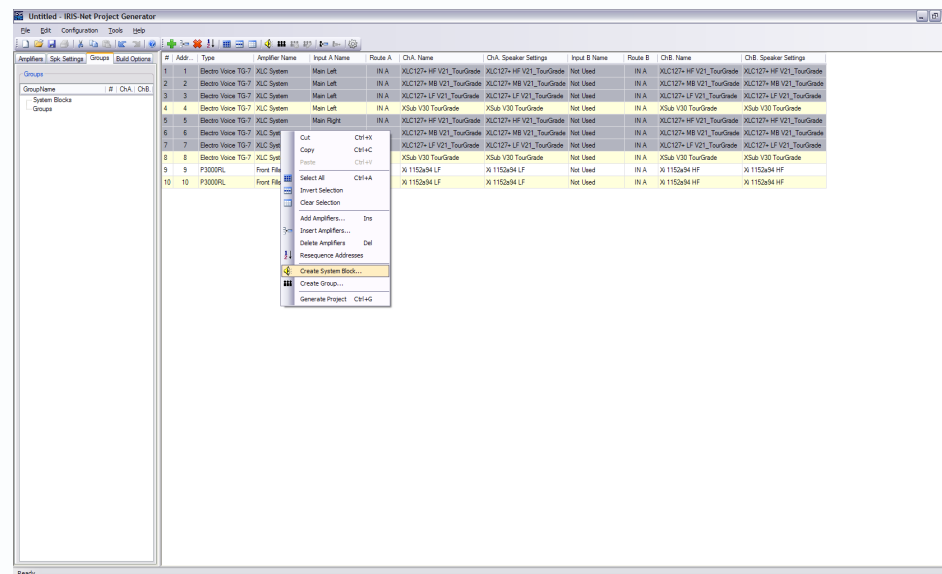 Untitled - IRIS-Net Project Generator
File Edit Configuration Tools Help
Amplifiers Spk Settings Groups Build Options
Groups
GroupName # ChA. ChB.
System Blocks
Groups
# Addr... Type Amplifier Name Input A Name Route A ChA. Name ChA. Speaker Settings Input B Name Route B ChB. Name ChB. Speaker Settings
1 1 Electro Voice TG-7 XLC System Main Left IN A XLC127+ HF V21_TourGrade XLC127+ HF V21_TourGrade Not Used IN A XLC127+ HF V21_TourGrade XLC127+ HF V21_TourGrade
2 2 Electro Voice TG-7 XLC System Main Left IN A XLC127+ MB V21_TourGrade XLC127+ MB V21_TourGrade Not Used IN A XLC127+ MB V21_TourGrade XLC127+ MB V21_TourGrade
3 3 Electro Voice TG-7 XLC System Main Left IN A XLC127+ LF V21_TourGrade XLC127+ LF V21_TourGrade Not Used IN A XLC127+ LF V21_TourGrade XLC127+ LF V21_TourGrade
4 4 Electro Voice TG-7 XLC System Main Left IN A XSub V30 TourGrade XSub V30 TourGrade Not Used IN A XSub V30 TourGrade XSub V30 TourGrade
5 5 Electro Voice TG-7 XLC System Main Right IN A XLC127+ HF V21_TourGrade XLC127+ HF V21_TourGrade Not Used IN A XLC127+ HF V21_TourGrade XLC127+ HF V21_TourGrade
6 6 Electro Voice TG-7 XLC Syst XLC127+ MB V21_TourGrade XLC127+ MB V21_TourGrade Not Used IN A XLC127+ MB V21_TourGrade XLC127+ MB V21_TourGrade
7 7 Electro Voice TG-7 XLC Syst XLC127+ LF V21_TourGrade XLC127+ LF V21_TourGrade Not Used IN A XLC127+ LF V21_TourGrade XLC127+ LF V21_TourGrade
8 8 Electro Voice TG-7 XLC Syst XSub V30 TourGrade XSub V30 TourGrade Not Used IN A XSub V30 TourGrade XSub V30 TourGrade
9 9 P3000RL Front Fille Xi 1152a94 LF Xi 1152a94 LF Not Used IN A Xi 1152a94 HF Xi 1152a94 HF
10 10 P3000RL Front Fille Xi 1152a94 LF Xi 1152a94 LF Not Used IN A Xi 1152a94 HF Xi 1152a94 HF
Cut Ctrl+X
Copy Ctrl+C
Paste Ctrl+V
Select All Ctrl+A
Invert Selection
Clear Selection
Add Amplifiers... Ins
Insert Amplifiers...
Delete Amplifiers Del
Resequence Addresses
Create System Block...
Create Group...
Generate Project Ctrl+G
Ready